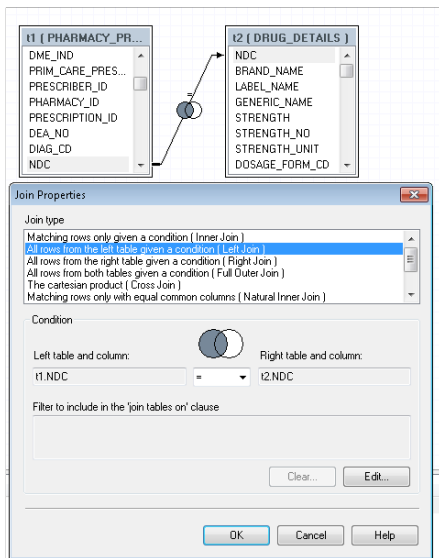 t1 ( PHARMACY_PR...
DME_IND
PRIM_CARE_PRES...
PRESCRIBER_ID
PHARMACY_ID
PRESCRIPTION_ID
DEA_NO
DIAG_CD
NDC
=
t2 ( DRUG_DETAILS )
NDC
BRAND_NAME
LABEL_NAME
GENERIC_NAME
STRENGTH
STRENGTH_NO
STRENGTH_UNIT
DOSAGE_FORM_CD
Join Properties
Join type
Matching rows only given a condition ( Inner Join )
All rows from the left table given a condition ( Left Join )
All rows from the right table given a condition ( Right Join )
All rows from both tables given a condition ( Full Outer Join )
The cartesian product ( Cross Join )
Matching rows only with equal common columns ( Natural Inner Join )
Condition
Left table and column:
Right table and column:
t1.NDC
=
t2.NDC
Filter to include in the 'join tables on' clause
Clear...
Edit...
OK
Cancel
Help